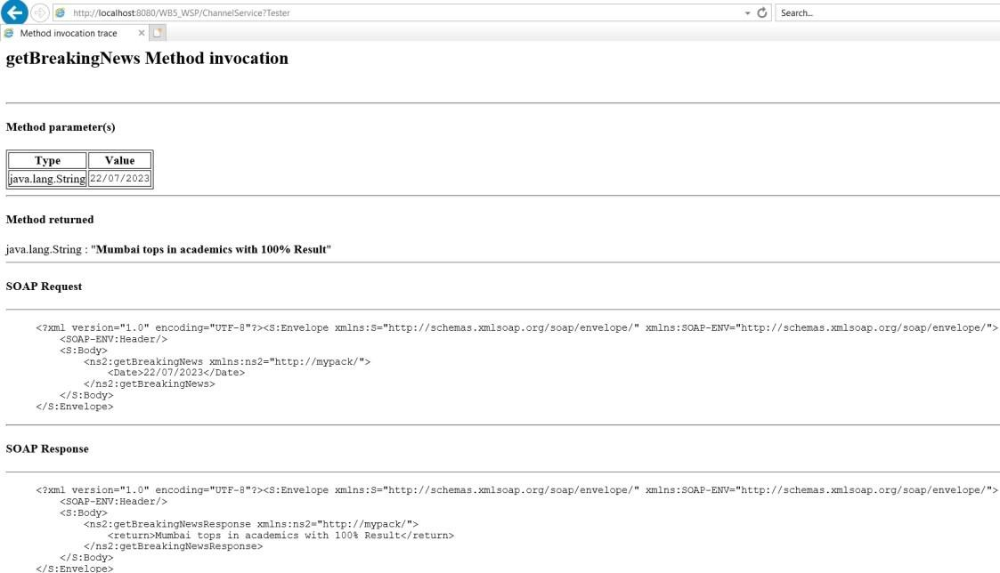 http://localhost:8080/WB5_WSP/ChannelService?Tester
Search...
Method invocation trace
getBreakingNews Method invocation
Method parameter(s)
Type Value
java.lang.String 22/07/2023
Method returned
java.lang.String : "Mumbai tops in academics with 100% Result"
SOAP Request
<?xml version="1.0" encoding="UTF-8"?><S:Envelope xmlns:S="http://schemas.xmlsoap.org/soap/envelope/" xmlns:SOAP-ENV="http://schemas.xmlsoap.org/soap/envelope/">
<SOAP-ENV:Header/>
<S:Body>
<ns2:getBreakingNews xmlns:ns2="http://mypack/">
<Date>22/07/2023</Date>
</ns2:getBreakingNews>
</S:Body>
</S:Envelope>
SOAP Response
<?xml version="1.0" encoding="UTF-8"?><S:Envelope xmlns:S="http://schemas.xmlsoap.org/soap/envelope/" xmlns:SOAP-ENV="http://schemas.xmlsoap.org/soap/envelope/">
<SOAP-ENV:Header/>
<S:Body>
<ns2:getBreakingNewsResponse xmlns:ns2="http://mypack/">
<return>Mumbai tops in academics with 100% Result</return>
</ns2:getBreakingNewsResponse>
</S:Body>
</S:Envelope>